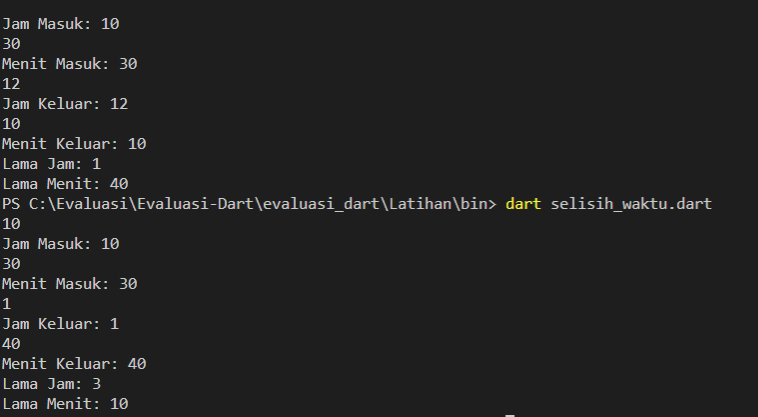 Jam Masuk: 10
30
Menit Masuk: 30
12
Jam Keluar: 12
10
Menit Keluar: 10
Lama Jam: 1
Lama Menit: 40
PS C:\Evaluasi\Evaluasi-Dart\evaluasi_dart\Latihan\bin> dart selisih_waktu.dart
10
Jam Masuk: 10
30
Menit Masuk: 30
1
Jam Keluar: 1
40
Menit Keluar: 40
Lama Jam: 3
Lama Menit: 10